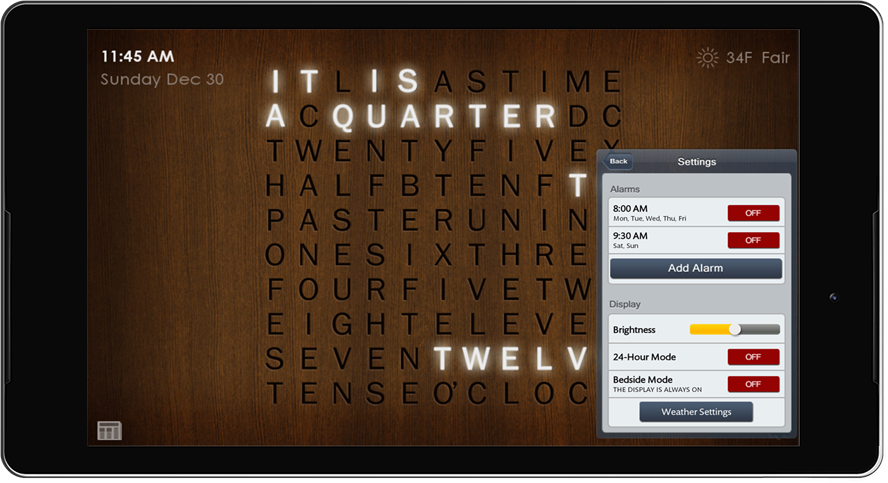 11:45 AM
Sunday Dec 30
34F Fair
I T L I S A S T I M E
A C Q U A R T E R D C
T W E N T Y F I V E X
H A L F B T E N F T
P A S T E R U N I N
O N E S I X T H R E
F O U R F I V E T W
E I G H T E L E V E
S E V E N T W E L V
T E N S E O' C L O C
Back
Settings
Alarms
8:00 AM
Mon, Tue, Wed, Thu, Fri
OFF
9:30 AM
Sat, Sun
OFF
Add Alarm
Display
Brightness
24-Hour Mode
OFF
Bedside Mode
THE DISPLAY IS ALWAYS ON
OFF
Weather Settings